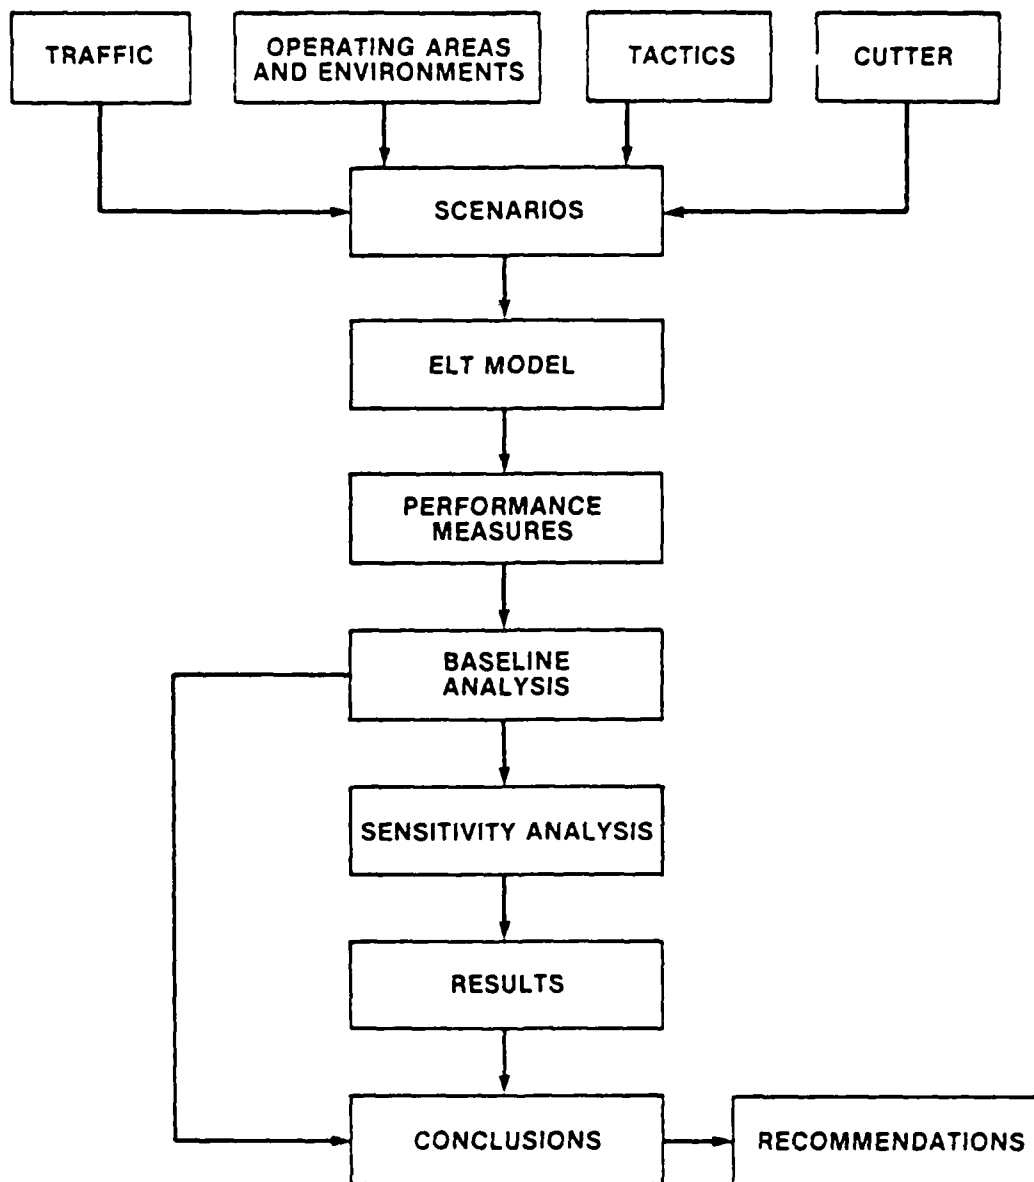 TRAFFIC
OPERATING AREAS
AND ENVIRONMENTS
TACTICS
CUTTER
SCENARIOS
ELT MODEL
PERFORMANCE
MEASURES
BASELINE
ANALYSIS
SENSITIVITY ANALYSIS
RESULTS
CONCLUSIONS
RECOMMENDATIONS